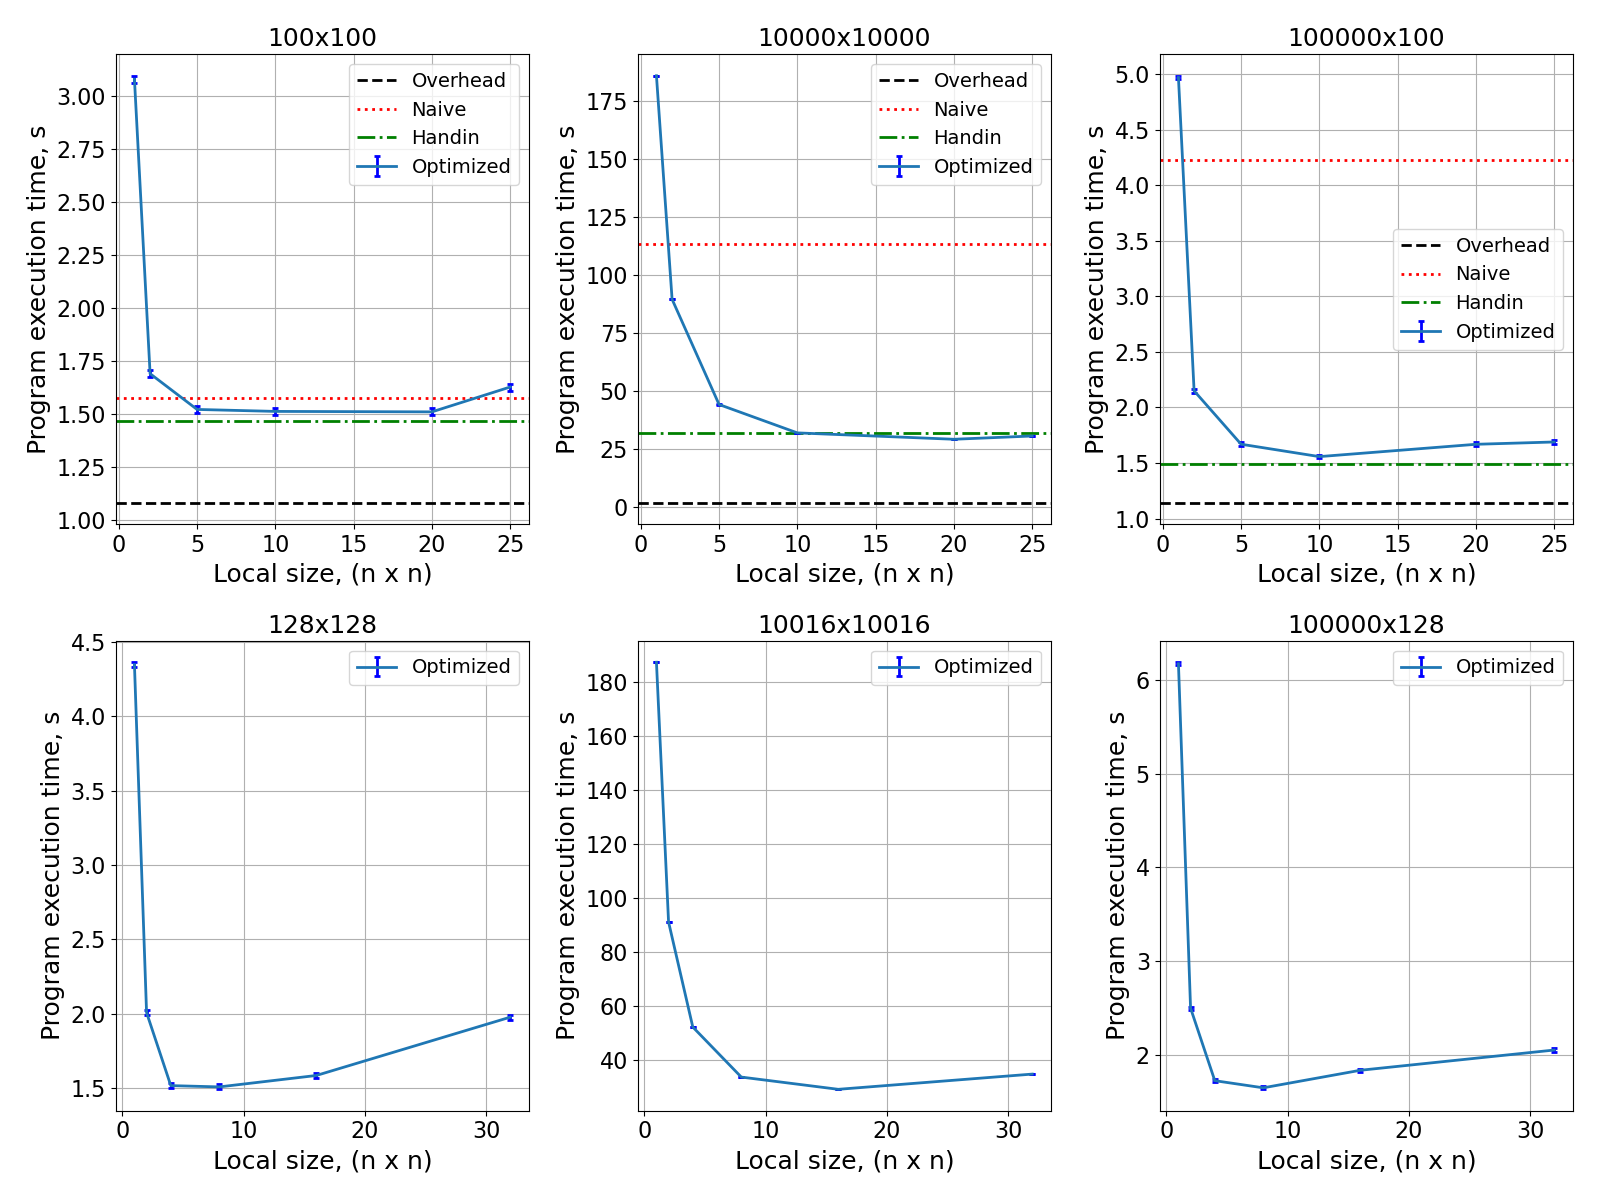 100x100
Program execution time, s
3.00
2.75
2.50
2.25
2.00
1.75
1.50
1.25
1.00
Overhead
Naive
Handin
Optimized
0 5 10 15 20 25
Local size, (n x n)
10000x10000
Program execution time, s
175
150
125
100
75
50
25
0
Overhead
Naive
Handin
Optimized
0 5 10 15 20 25
Local size, (n x n)
100000x100
Program execution time, s
5.0
4.5
4.0
3.5
3.0
2.5
2.0
1.5
1.0
Overhead
Naive
Handin
Optimized
0 5 10 15 20 25
Local size, (n x n)
128x128
Program execution time, s
4.5
4.0
3.5
3.0
2.5
2.0
1.5
Optimized
0 10 20 30
Local size, (n x n)
10016x10016
Program execution time, s
180
160
140
120
100
80
60
40
Optimized
0 10 20 30
Local size, (n x n)
100000x128
Program execution time, s
6
5
4
3
2
Optimized
0 10 20 30
Local size, (n x n)